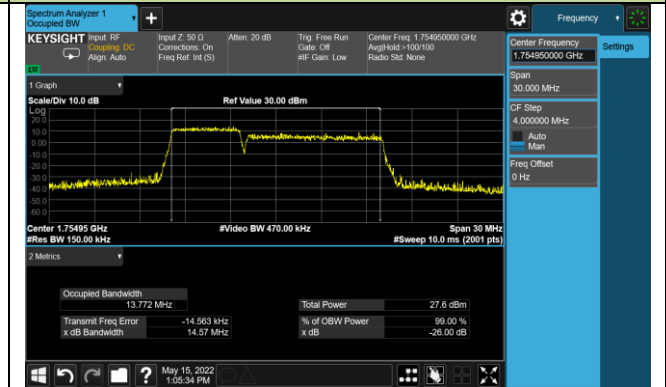 Spectrum Analyzer 1
Occupied BW
+
Frequency
KEYSIGHT
Input: RF
Coupling: DC
Align: Auto
Input Z: 50 Ω
Corrections: On
Freq Ref: Int (S)
Atten: 20 dB
Trig: Free Run
Gate: Off
#IF Gain: Low
Center Freq: 1.754950000 GHz
Avg|Hold:>100/100
Radio Std: None
LM
Center Frequency
1.754950000 GHz
Settings
Span
30.000 MHz
CF Step
4.000000 MHz
Auto
Man
Freq Offset
0 Hz
1 Graph
Scale/Div 10.0 dB
Ref Value 30.00 dBm
Log
20.0
10.0
0.00
-10.0
-20.0
-30.0
-40.0
-50.0
-60.0
Center 1.75495 GHz
#Video BW 470.00 kHz
Span 30 MHz
#Res BW 150.00 kHz
#Sweep 10.0 ms (2001 pts)
2 Metrics
Occupied Bandwidth
13.772 MHz
Total Power 27.6 dBm
Transmit Freq Error -14.563 kHz
% of OBW Power 99.00 %
x dB Bandwidth 14.57 MHz
x dB -26.00 dB
?
May 15, 2022
1:05:34 PM